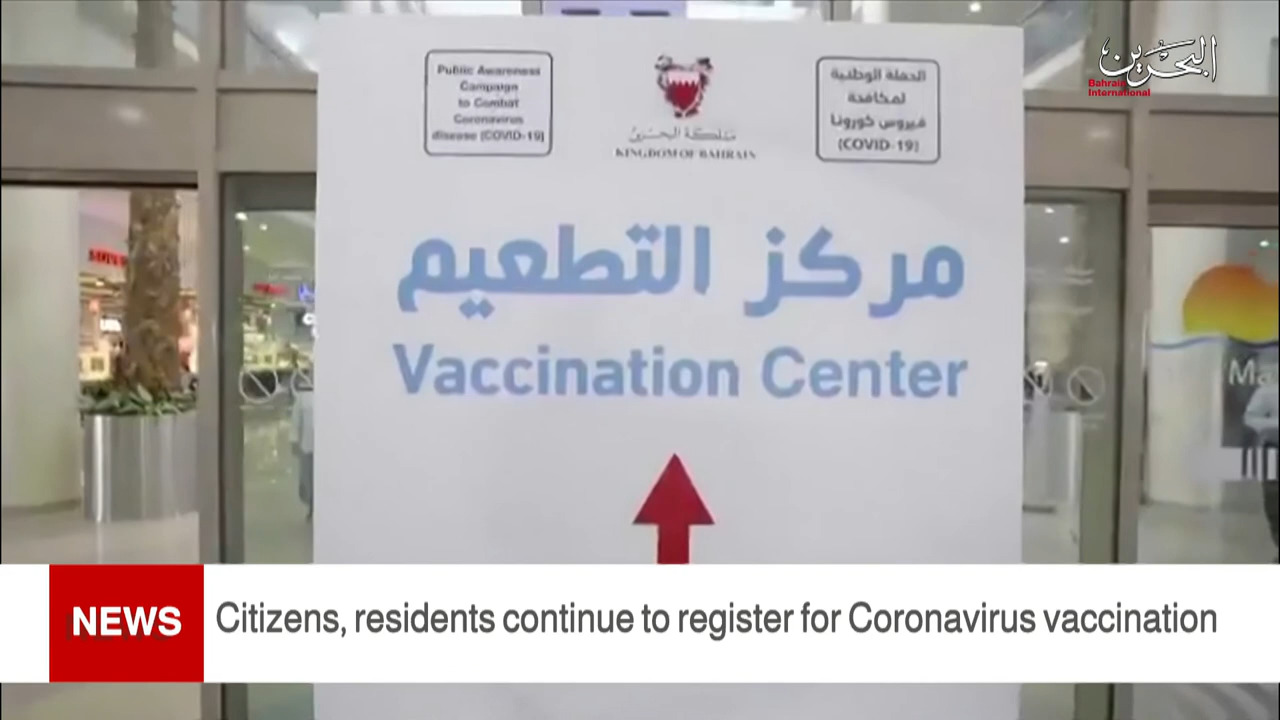 البحرين
Bahrain
International
Public Awareness
Campaign
to Combat
Coronavirus
disease (COVID-19)
مملكة البحرين
KINGDOM OF BAHRAIN
الحملة الوطنية
لمكافحة
فيروس كورونا
(COVID-19)
مركز التطعيم
Vaccination Center
Ma
NEWS
Citizens, residents continue to register for Coronavirus vaccination